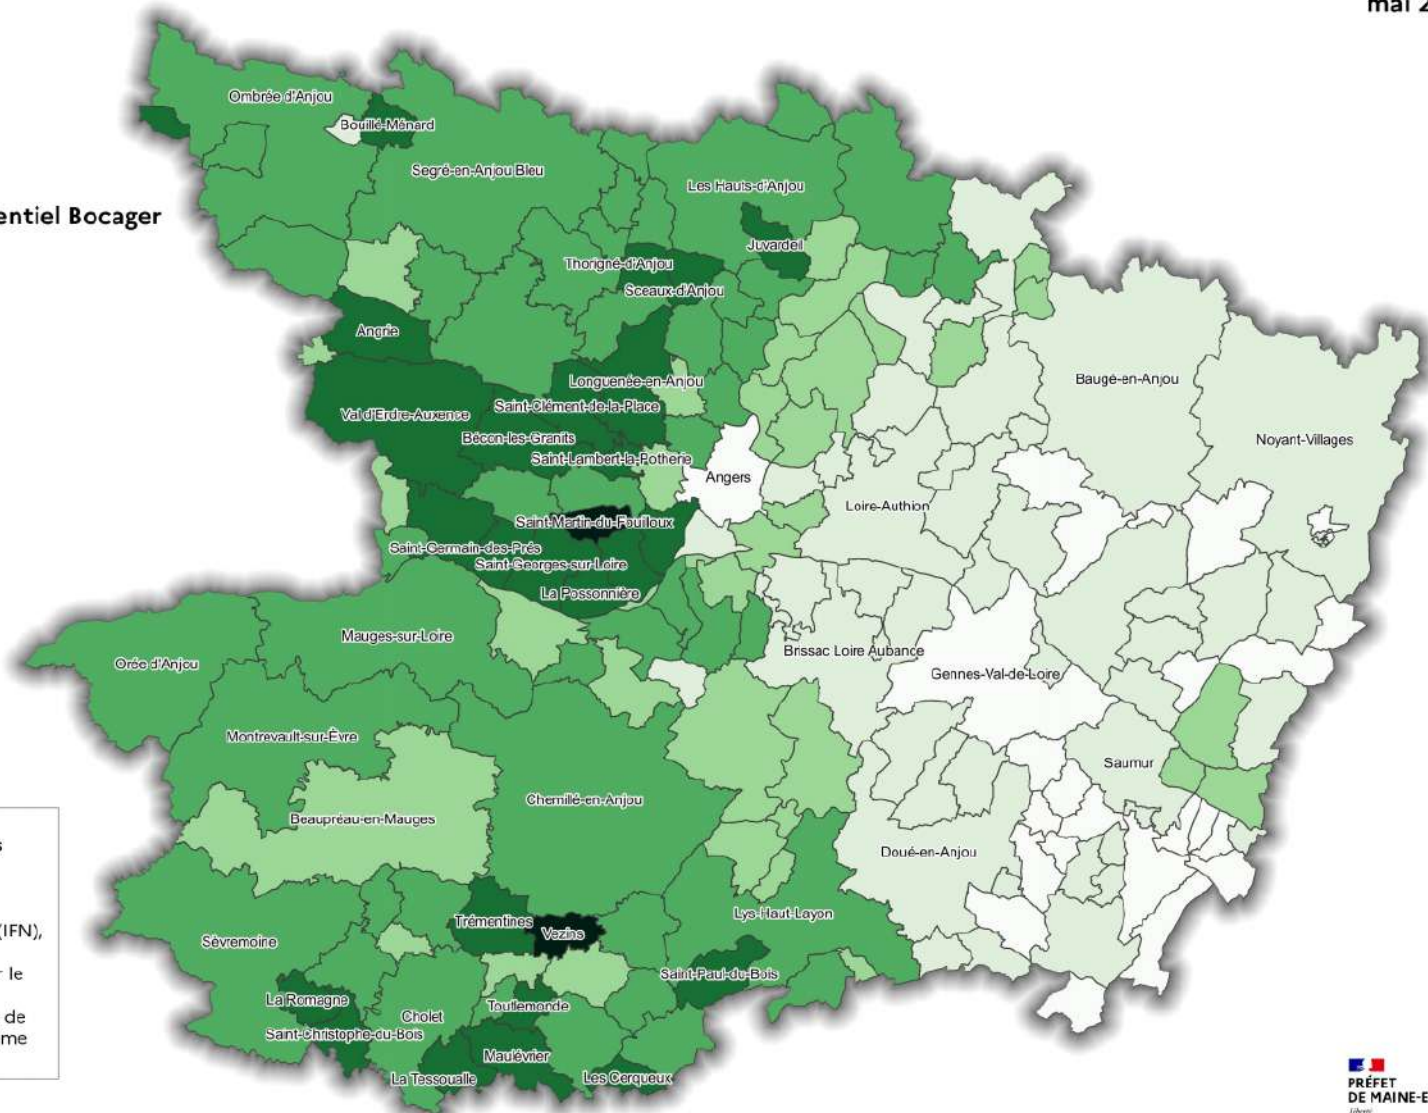 mai 2
entiel Bocager
Ombrée d'Anjou
Bouillé-Ménard
Segré-en-Anjou Bleu
Les Hauts-d'Anjou
Juvardeil
Thorigné-d'Anjou
Sceaux-d'Anjou
Angrie
Longuenée-en-Anjou
Baugé-en-Anjou
Saint-Clément-de-la-Place
Val d'Erdre-Auxence
Bécon-les-Granits
Noyant-Villages
Saint-Lambert-la-Potherie
Angers
Loire-Authion
Saint-Martin-du-Fouilloux
Saint-Germain-des-Prés
Saint-Georges-sur-Loire
La Possonnière
Mauges-sur-Loire
Brissac Loire Aubance
Orée d'Anjou
Gennes-Val-de-Loire
Montrevault-sur-Èvre
Saumur
Chemillé-en-Anjou
Beaupréau-en-Mauges
s
Doué-en-Anjou
Lys-Haut-Layon
Trémentines
Vezins
(IFN),
Sèvremoine
r le
Saint-Paul-du-Bois
La Romagne
Toutlemonde
de
Cholet
Saint-Christophe-du-Bois
me
Maulévrier
La Tessoualle
Les Cerqueux
PRÉFET
DE MAINE-E
Liberté